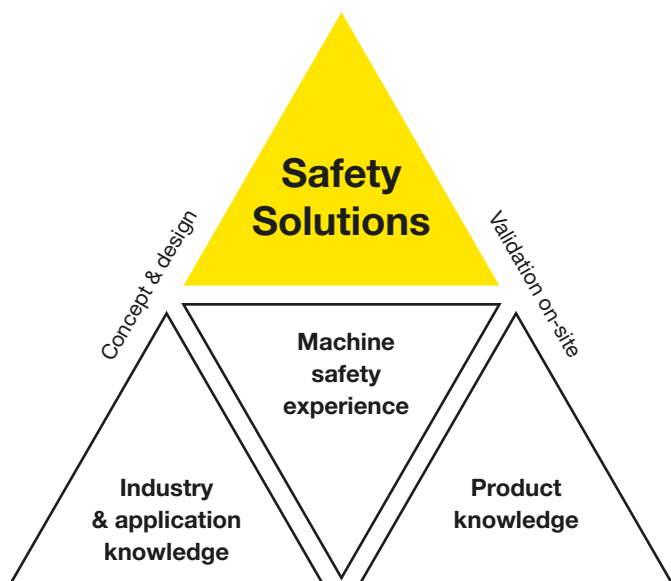 Safety
Solutions
Concept & design
Validation on-site
Machine
safety
experience
Industry
& application
knowledge
Product
knowledge